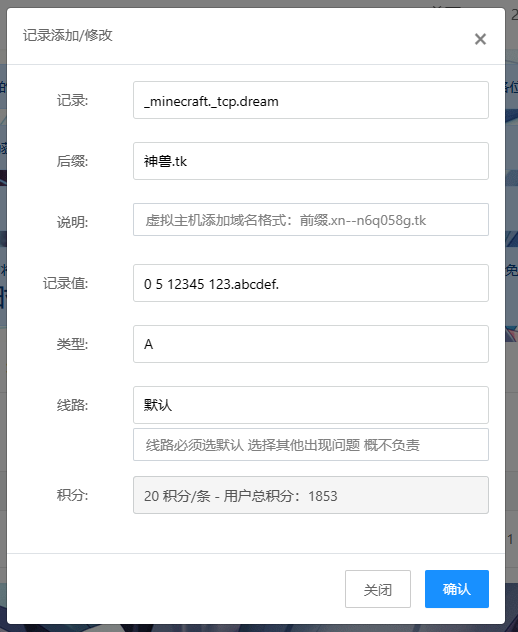 记录添加/修改
×
记录:
_minecraft._tcp.dream
后缀:
神兽.tk
说明:
虚拟主机添加域名格式：前缀.xn--n6q058g.tk
记录值:
0 5 12345 123.abcdef.
类型:
A
线路:
默认
线路必须选默认 选择其他出现问题 概不负责
积分:
20 积分/条 - 用户总积分：1853
关闭
确认